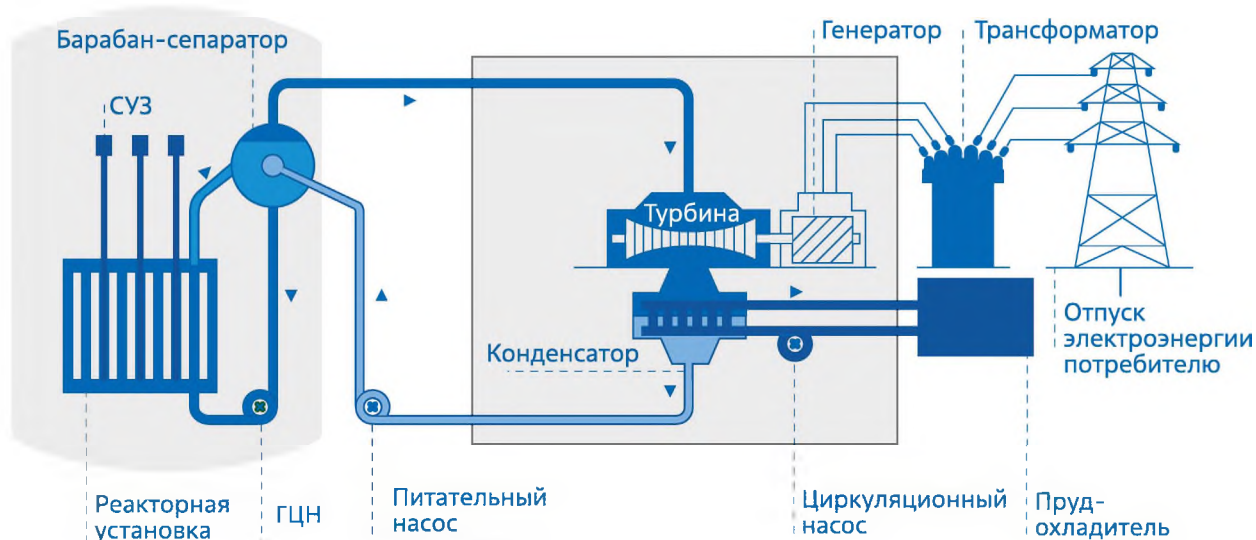 Барабан-сепаратор
Генератор
Трансформатор
СУЗ
Турбина
Конденсатор
Отпуск
электроэнергии
потребителю
Реакторная
установка
ГЦН
Питательный
насос
Циркуляционный
насос
Пруд-
охладитель